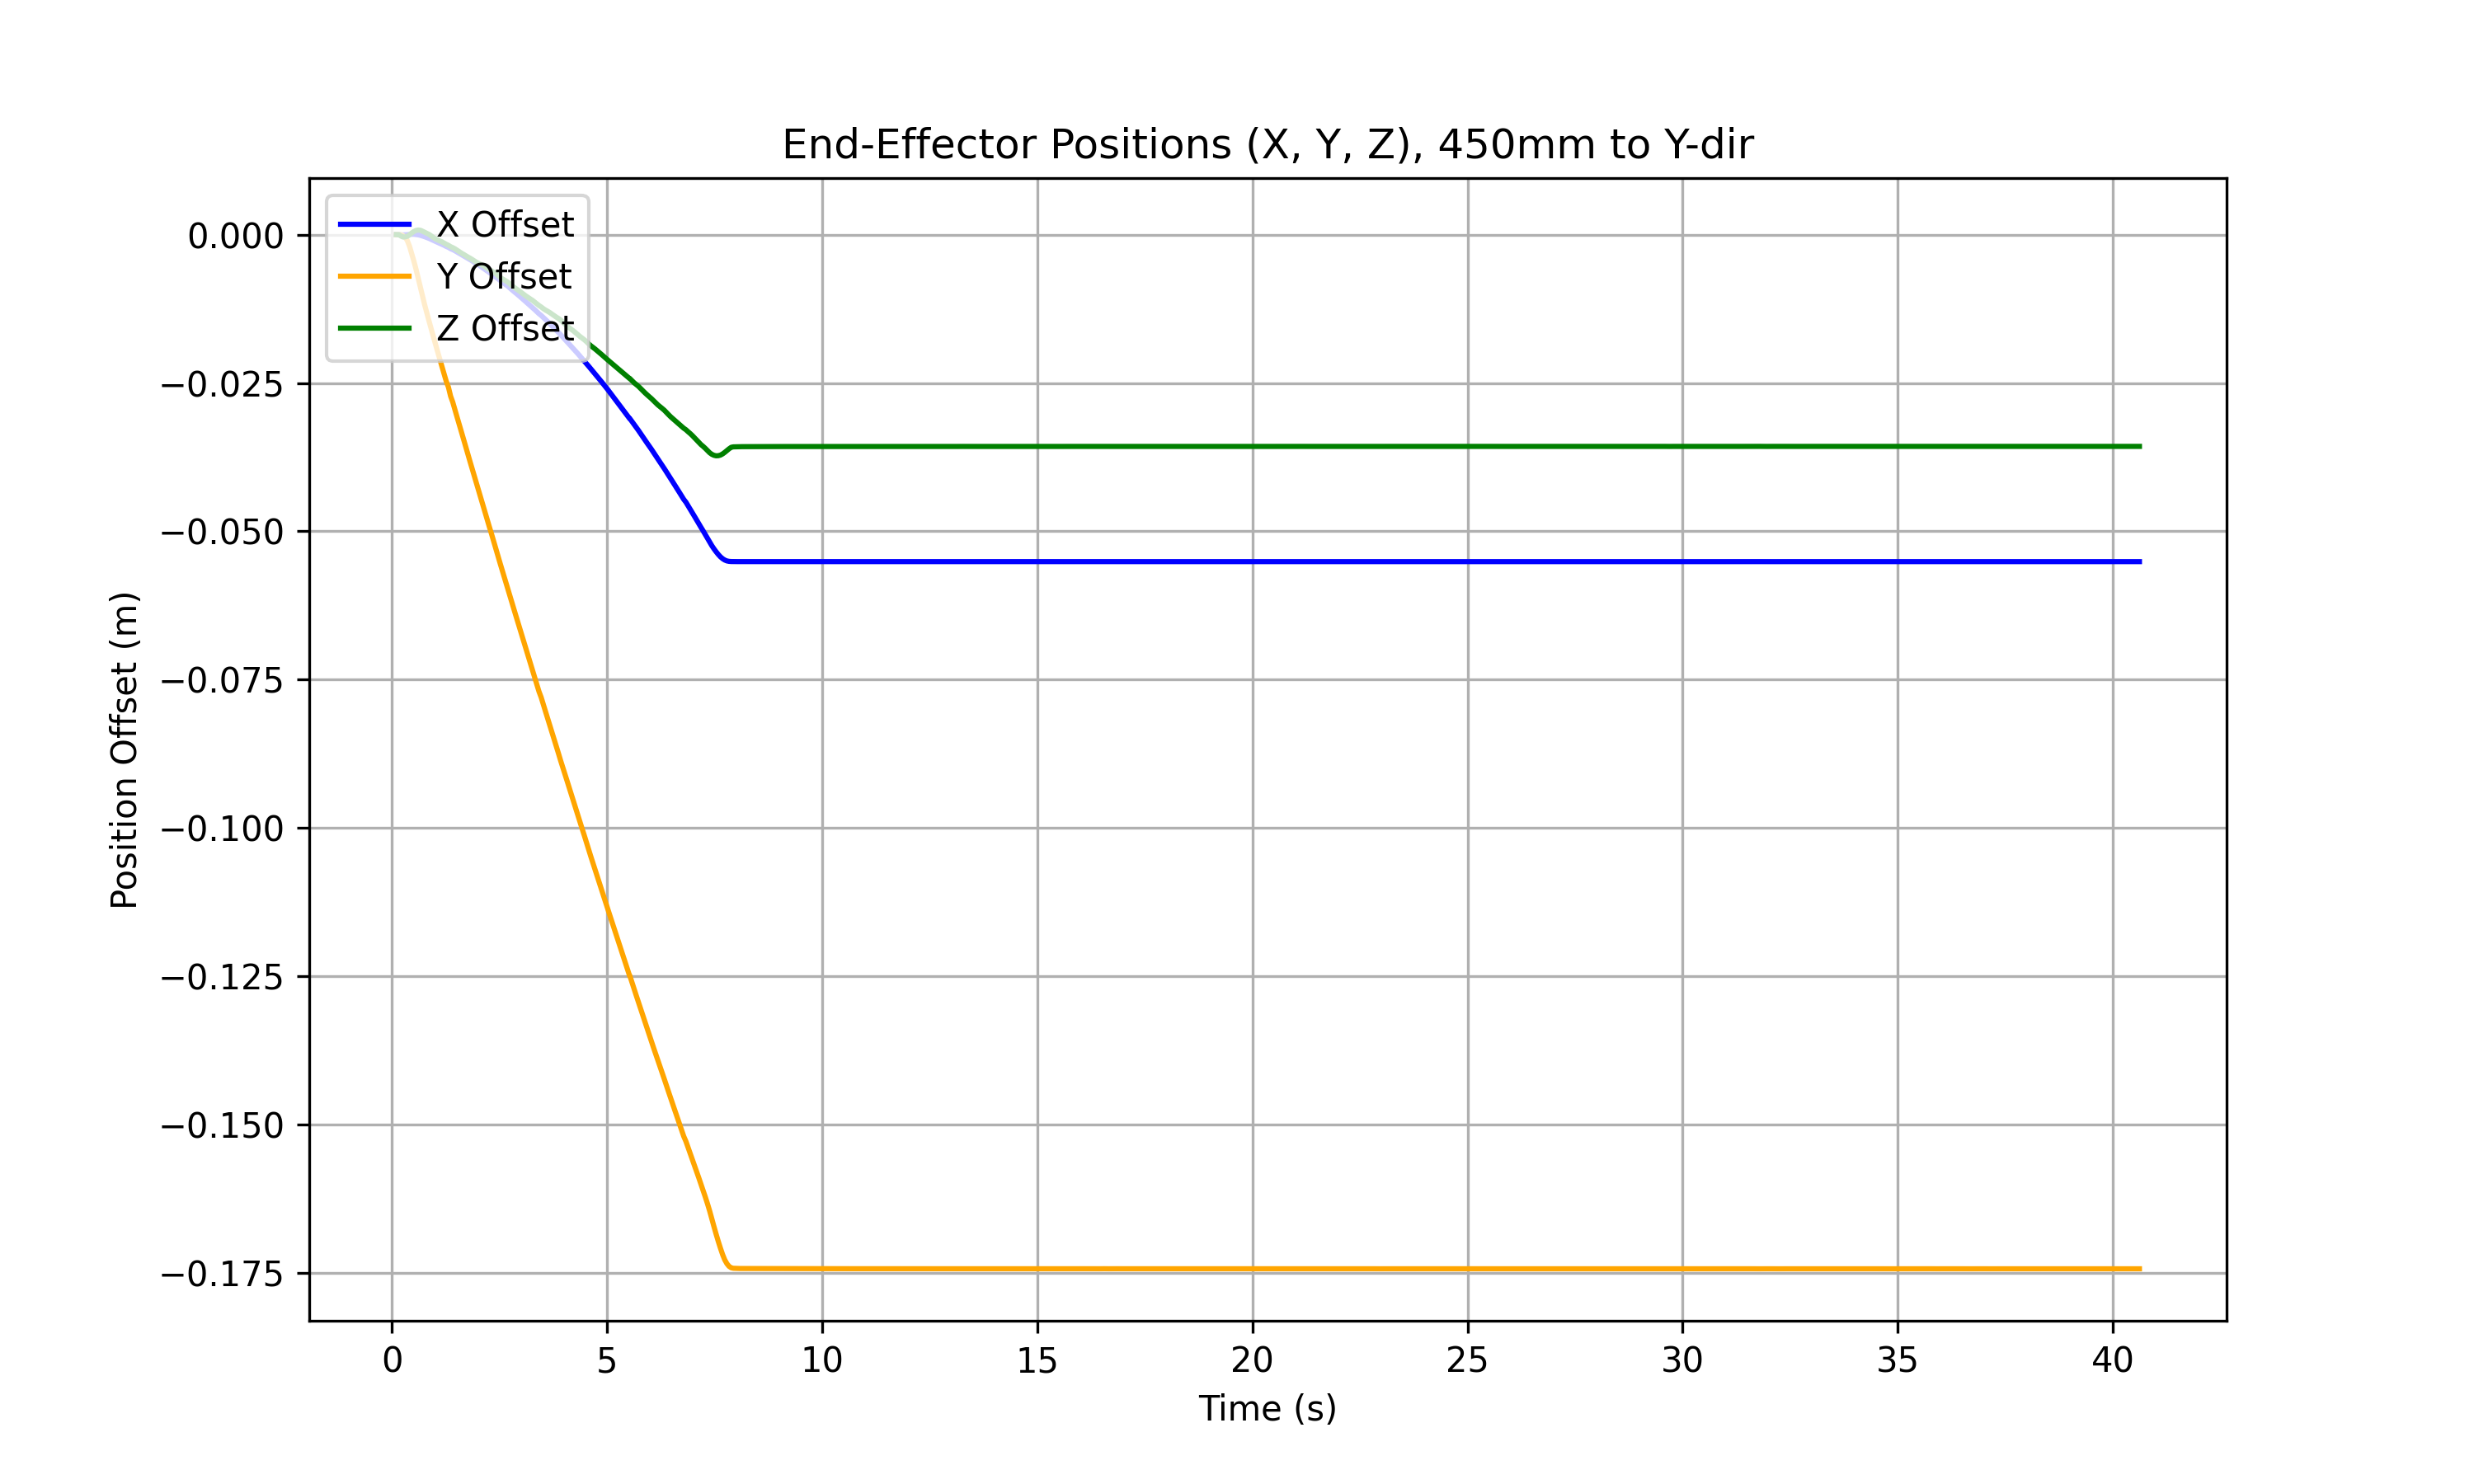 End-Effector Positions (X, Y, Z), 450mm to Y-dir
X Offset
Y Offset
Z Offset
0.000
−0.025
−0.050
−0.075
−0.100
−0.125
−0.150
−0.175
Position Offset (m)
0 5 10 15 20 25 30 35 40
Time (s)